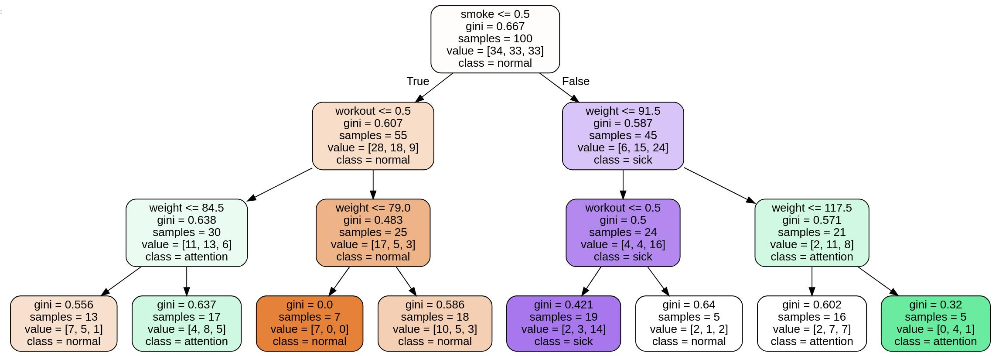 :
smoke <= 0.5
gini = 0.667
samples = 100
value = [34, 33, 33]
class = normal
True
False
workout <= 0.5
gini = 0.607
samples = 55
value = [28, 18, 9]
class = normal
weight <= 91.5
gini = 0.587
samples = 45
value = [6, 15, 24]
class = sick
weight <= 84.5
gini = 0.638
samples = 30
value = [11, 13, 6]
class = attention
weight <= 79.0
gini = 0.483
samples = 25
value = [17, 5, 3]
class = normal
workout <= 0.5
gini = 0.5
samples = 24
value = [4, 4, 16]
class = sick
weight <= 117.5
gini = 0.571
samples = 21
value = [2, 11, 8]
class = attention
gini = 0.556
samples = 13
value = [7, 5, 1]
class = normal
gini = 0.637
samples = 17
value = [4, 8, 5]
class = attention
gini = 0.0
samples = 7
value = [7, 0, 0]
class = normal
gini = 0.586
samples = 18
value = [10, 5, 3]
class = normal
gini = 0.421
samples = 19
value = [2, 3, 14]
class = sick
gini = 0.64
samples = 5
value = [2, 1, 2]
class = normal
gini = 0.602
samples = 16
value = [2, 7, 7]
class = attention
gini = 0.32
samples = 5
value = [0, 4, 1]
class = attention